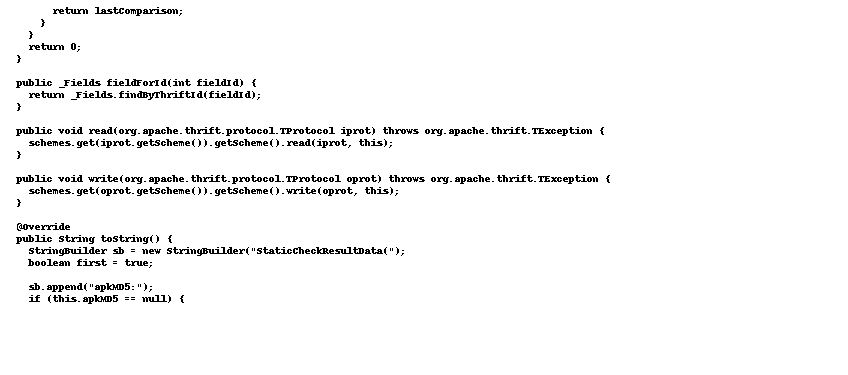 return lastComparison;
    }
  }
  return 0;
}

public _Fields fieldForId(int fieldId) {
  return _Fields.findByThriftId(fieldId);
}

public void read(org.apache.thrift.protocol.TProtocol iprot) throws org.apache.thrift.TException {
  schemes.get(iprot.getScheme()).getScheme().read(iprot, this);
}

public void write(org.apache.thrift.protocol.TProtocol oprot) throws org.apache.thrift.TException {
  schemes.get(oprot.getScheme()).getScheme().write(oprot, this);
}

@Override
public String toString() {
  StringBuilder sb = new StringBuilder("StaticCheckResultData(");
  boolean first = true;

  sb.append("apkMD5:");
  if (this.apkMD5 == null) {